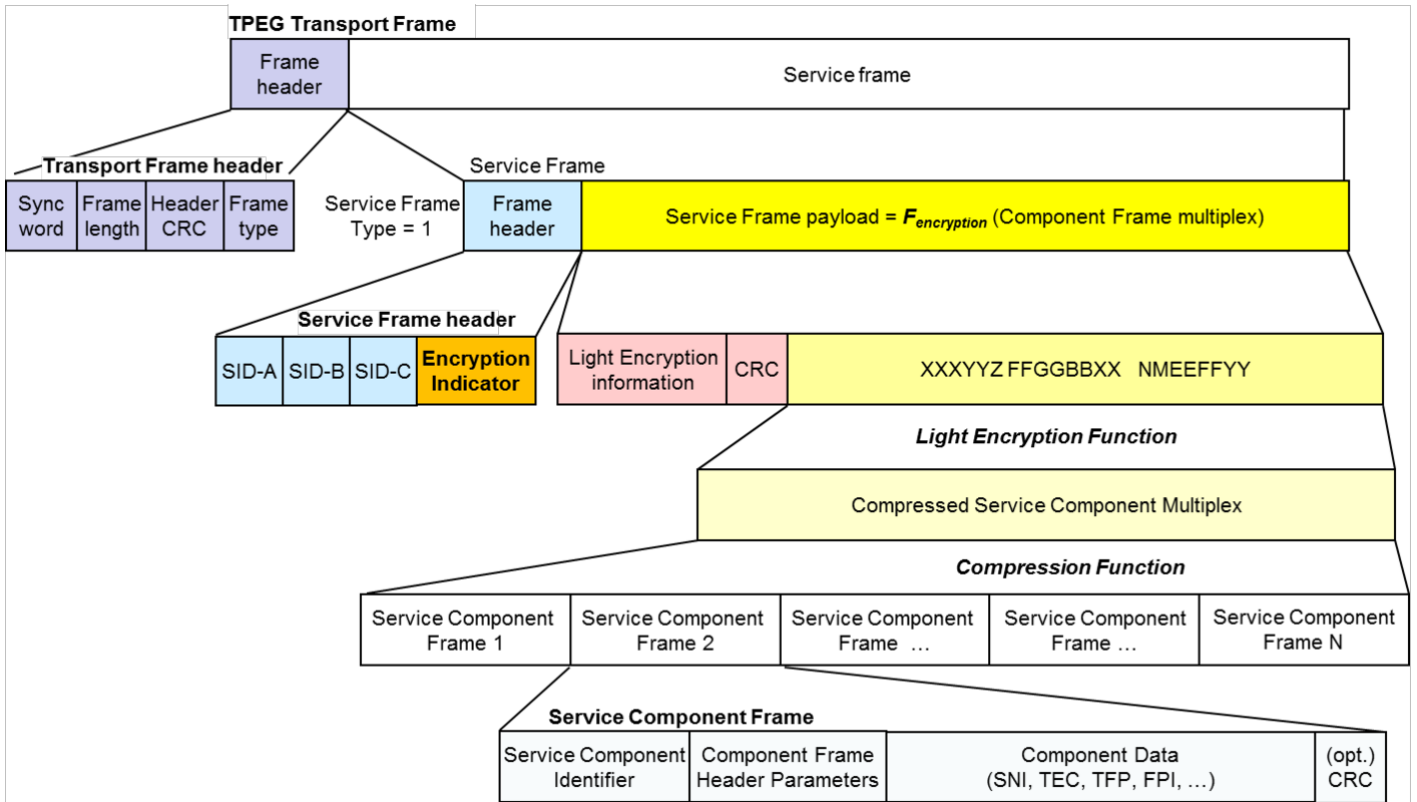 TPEG Transport Frame
Frame
header
Service frame
Transport Frame header
Service Frame
Sync
word
Frame
length
Header
CRC
Frame
type
Service Frame
Type = 1
Frame
header
Service Frame payload = Fencryption (Component Frame multiplex)
Service Frame header
SID-A
SID-B
SID-C
Encryption
Indicator
Light Encryption
information
CRC
XXXYYZ FFGGBBXX NMEEFFYY
Light Encryption Function
Compressed Service Component Multiplex
Compression Function
Service Component
Frame 1
Service Component
Frame 2
Service Component
Frame ...
Service Component
Frame ...
Service Component
Frame N
Service Component Frame
Service Component
Identifier
Component Frame
Header Parameters
Component Data
(SNI, TEC, TFP, FPI, ...)
(opt.)
CRC